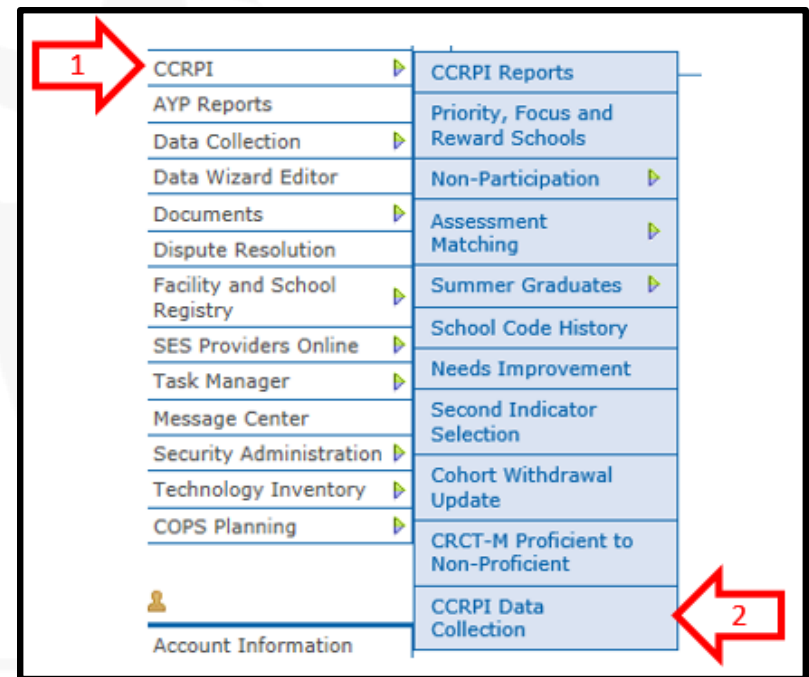 1
CCRPI
AYP Reports
Data Collection
Data Wizard Editor
Documents
Dispute Resolution
Facility and School
Registry
SES Providers Online
Task Manager
Message Center
Security Administration
Technology Inventory
COPS Planning
Account Information
CCRPI Reports
Priority, Focus and
Reward Schools
Non-Participation
Assessment
Matching
Summer Graduates
School Code History
Needs Improvement
Second Indicator
Selection
Cohort Withdrawal
Update
CRCT-M Proficient to
Non-Proficient
CCRPI Data
Collection
2